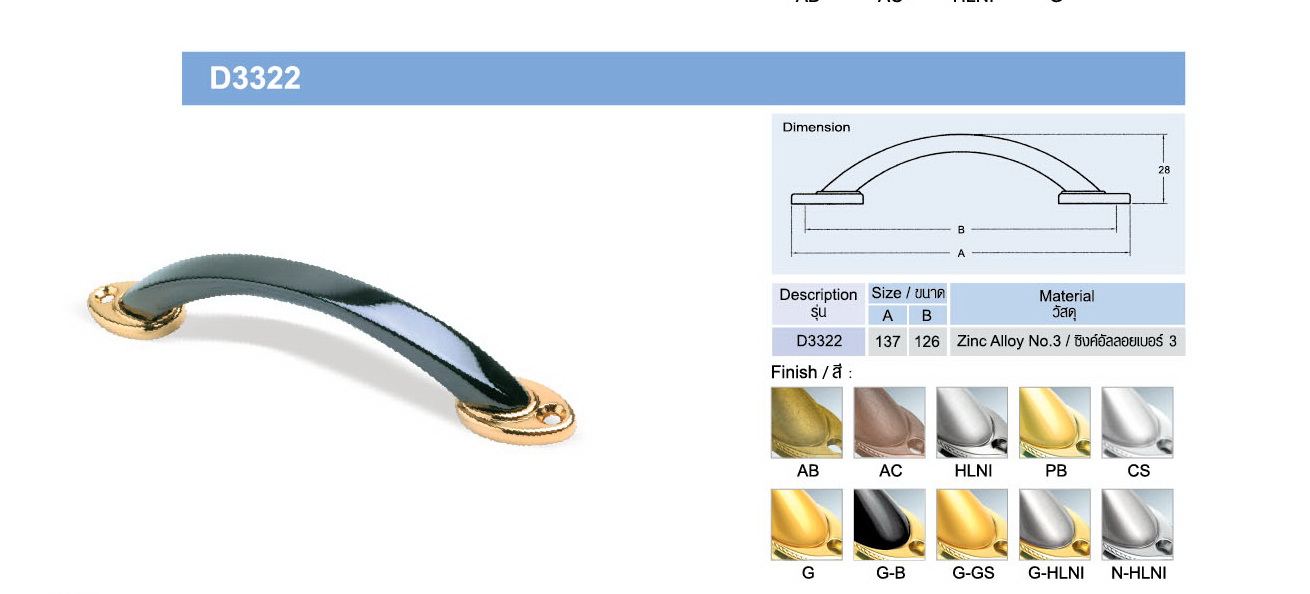 D3322
Dimension
28
B
A
Description
รุ่น
Size / ขนาด
A B
Material
วัสดุ
D3322 137 126 Zinc Alloy No.3 / ซิงค์อัลลอยเบอร์ 3
Finish / สี :
AB AC HLNI PB CS
G G-B G-GS G-HLNI N-HLNI